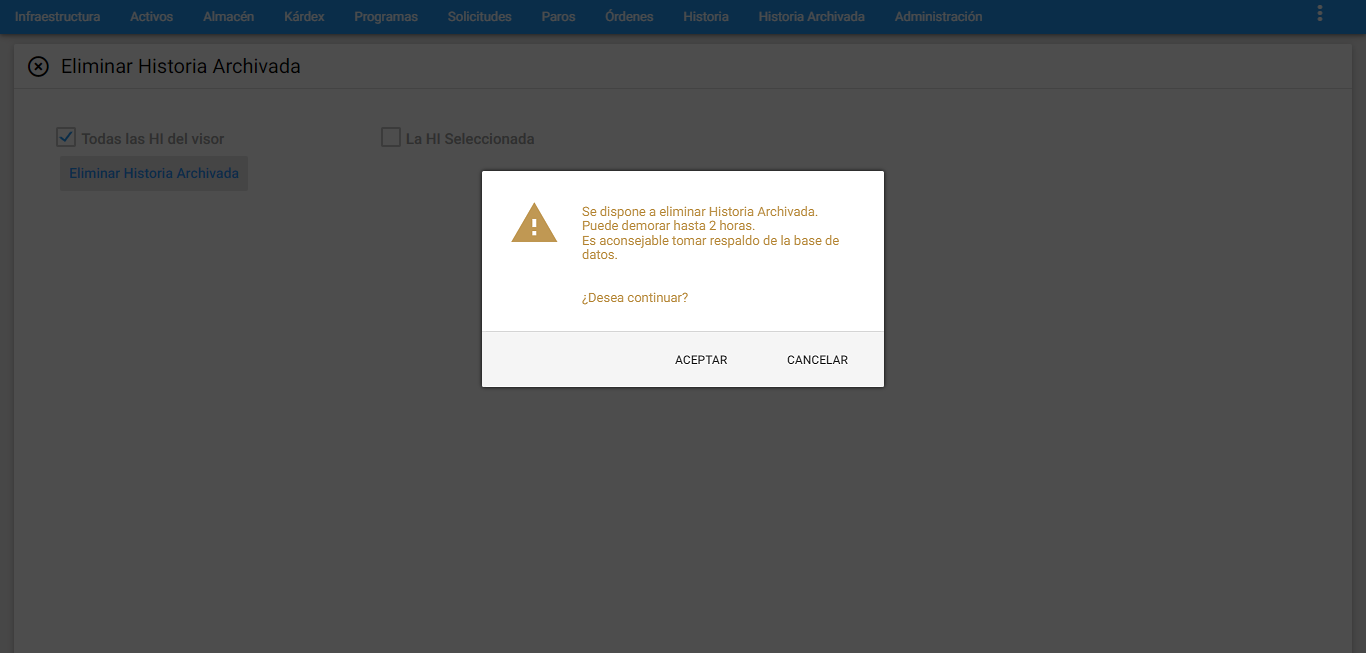 Infraestructura Activos Almacén Kárdex Programas Solicitudes Paros Órdenes Historia Historia Archivada Administración
Eliminar Historia Archivada
Todas las HI del visor La HI Seleccionada
Eliminar Historia Archivada
Se dispone a eliminar Historia Archivada.
Puede demorar hasta 2 horas.
Es aconsejable tomar respaldo de la base de
datos.
¿Desea continuar?
ACEPTAR CANCELAR